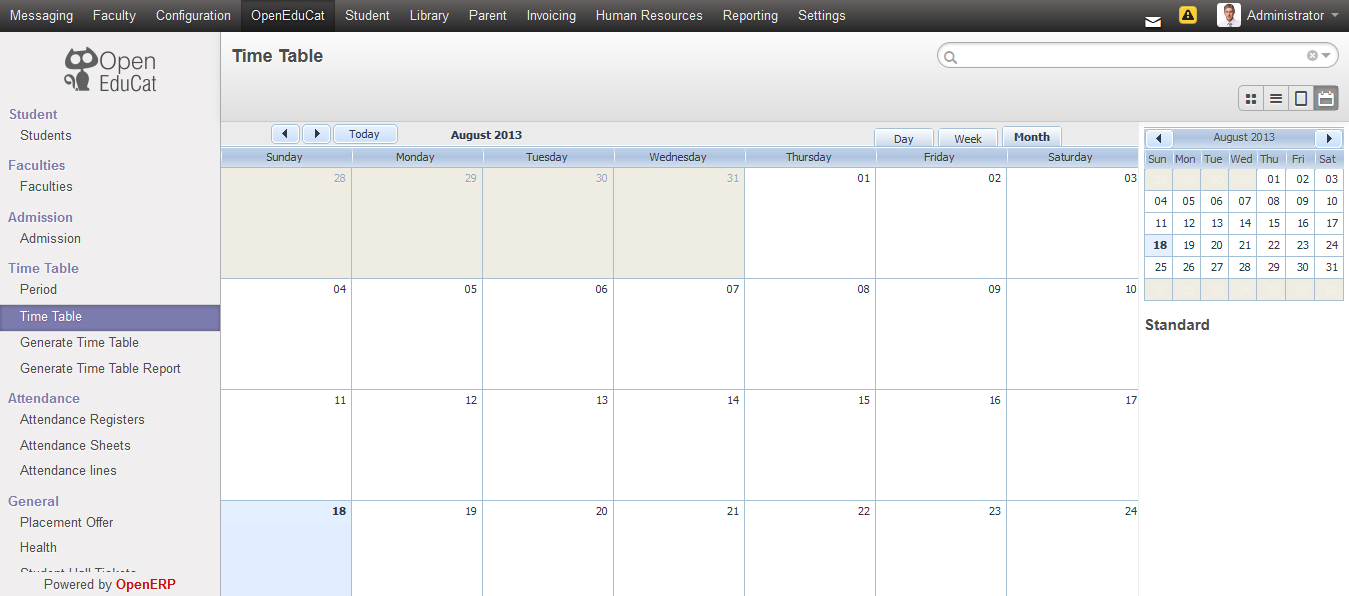 Messaging Faculty Configuration OpenEduCat Student Library Parent Invoicing Human Resources Reporting Settings Administrator
Open
EduCat
Student
Students
Faculties
Faculties
Admission
Admission
Time Table
Period
Time Table
Generate Time Table
Generate Time Table Report
Attendance
Attendance Registers
Attendance Sheets
Attendance lines
General
Placement Offer
Health
Student Hall Tickets
Powered by OpenERP
Time Table
Today August 2013 Day Week Month
Sunday Monday Tuesday Wednesday Thursday Friday Saturday
28 29 30 31 01 02 03
04 05 06 07 08 09 10
11 12 13 14 15 16 17
18 19 20 21 22 23 24
August 2013
Sun Mon Tue Wed Thu Fri Sat
01 02 03
04 05 06 07 08 09 10
11 12 13 14 15 16 17
18 19 20 21 22 23 24
25 26 27 28 29 30 31
Standard